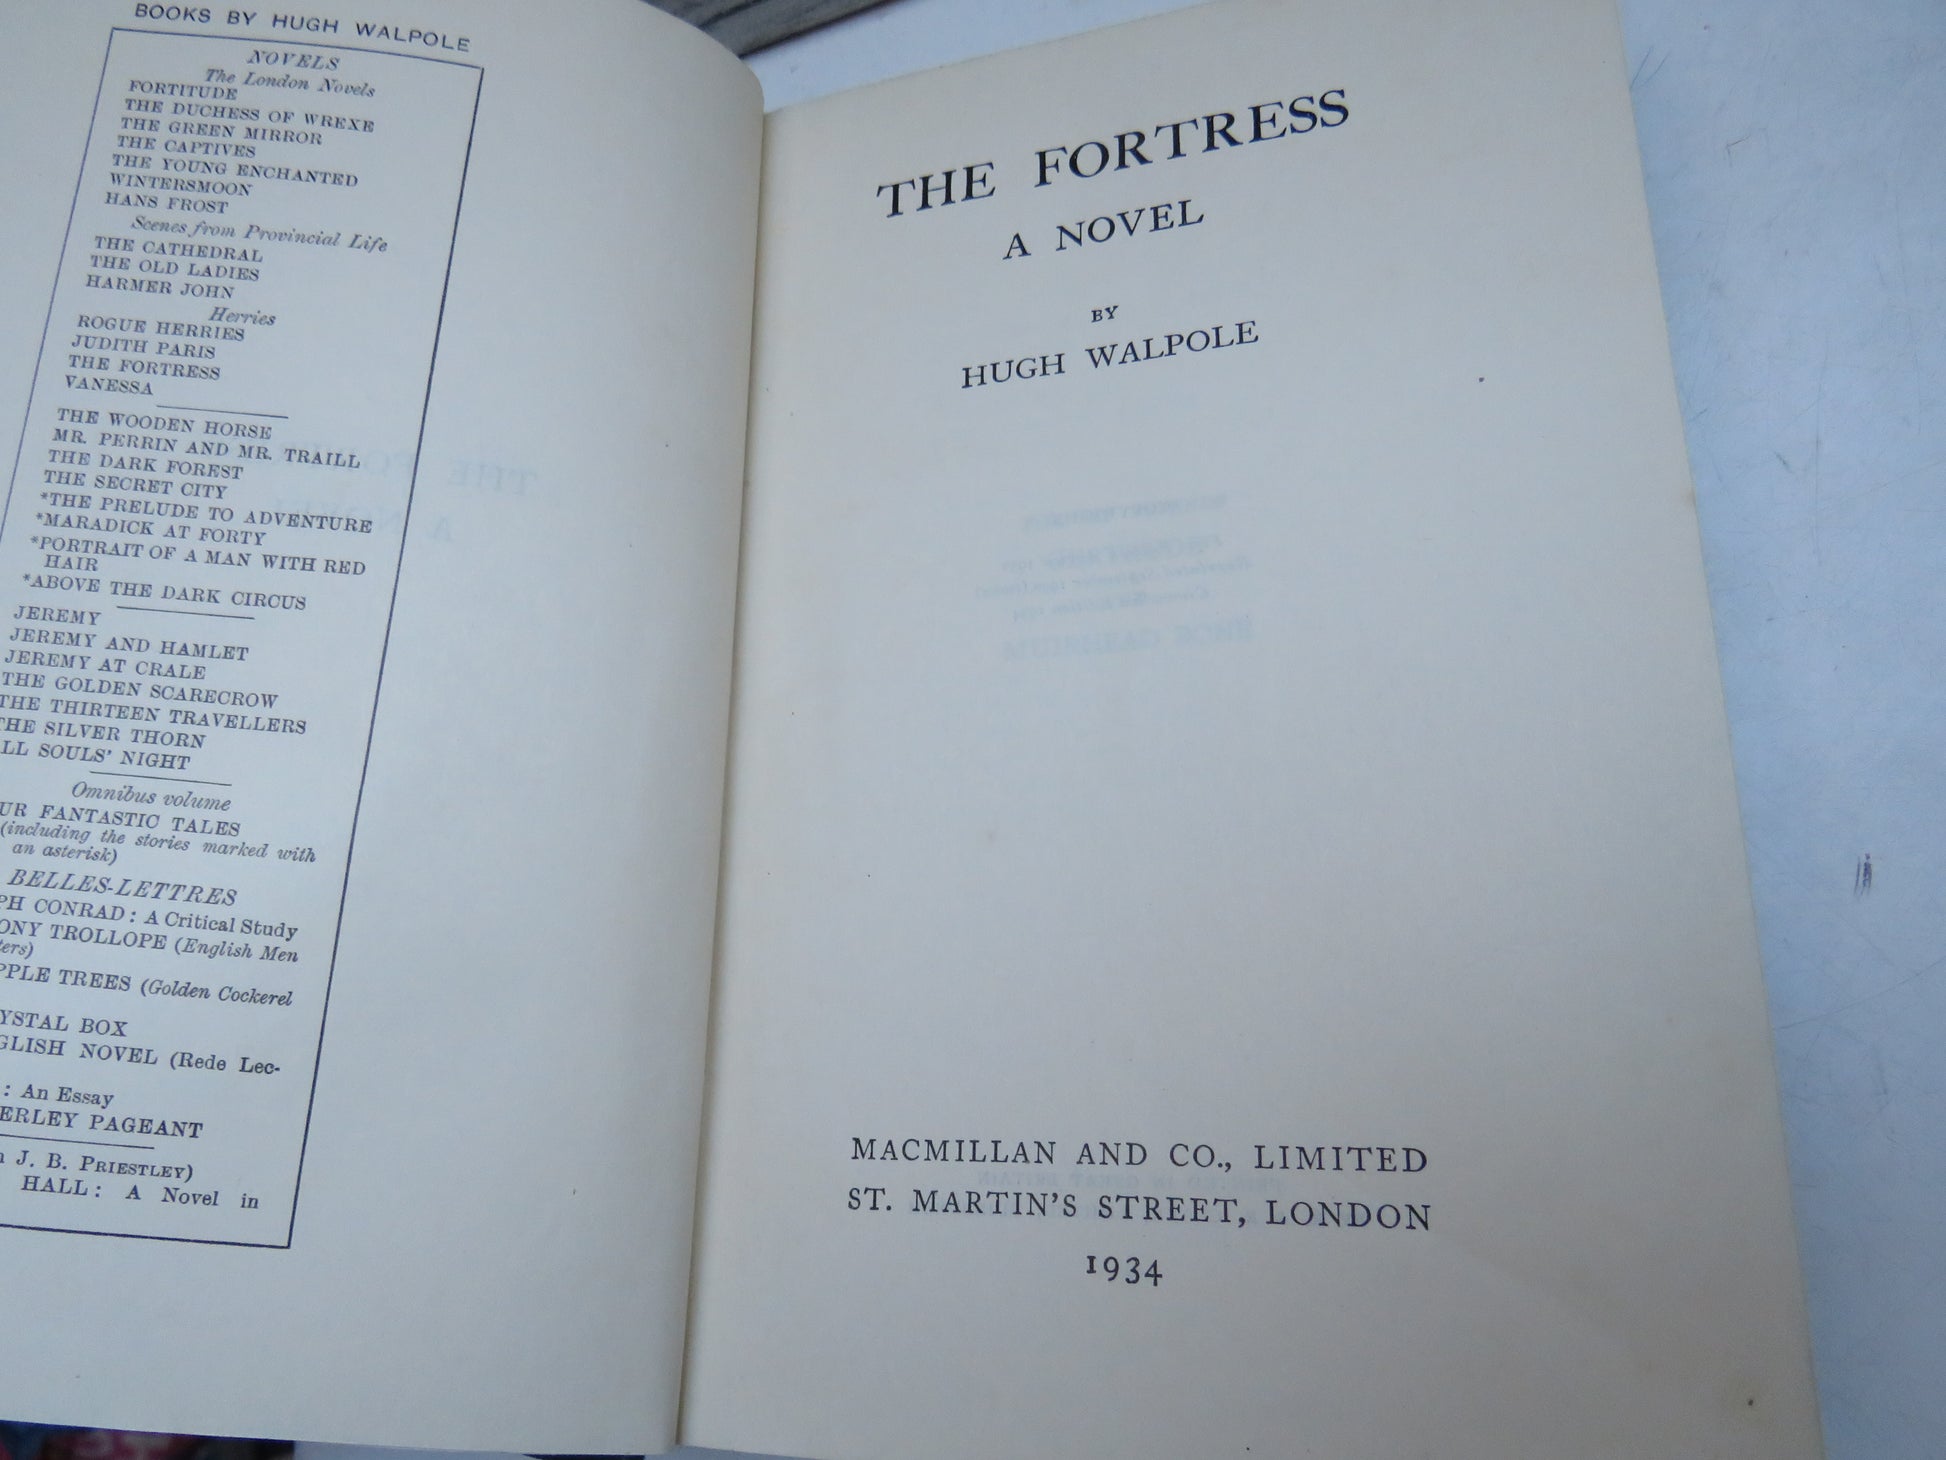 BOOKS BY HUGH WALPOLE
NOVELS
The London Novels
FORTITUDE
THE DUCHESS OF WREXE
THE GREEN MIRROR
THE CAPTIVES
THE YOUNG ENCHANTED
WINTERSMOON
HANS FROST
Scenes from Provincial Life
THE CATHEDRAL
THE OLD LADIES
HARMER JOHN
Herries
ROGUE HERRIES
JUDITH PARIS
THE FORTRESS
VANESSA
THE WOODEN HORSE
MR. PERRIN AND MR. TRAILL
THE DARK FOREST
THE SECRET CITY
*THE PRELUDE TO ADVENTURE
*MARADICK AT FORTY
*PORTRAIT OF A MAN WITH RED
HAIR
*ABOVE THE DARK CIRCUS
JEREMY
JEREMY AND HAMLET
JEREMY AT CRALE
THE GOLDEN SCARECROW
THE THIRTEEN TRAVELLERS
THE SILVER THORN
LL SOULS' NIGHT
Omnibus volume
UR FANTASTIC TALES
(including the stories marked with
an asterisk)
BELLES-LETTRES
PH CONRAD: A Critical Study
ONY TROLLOPE (English Men
ters)
PPLE TREES (Golden Cockerel
YSTAL BOX
GLISH NOVEL (Rede Lec-
: An Essay
ERLEY PAGEANT
J. B. PRIESTLEY)
HALL: A Novel in
THE FORTRESS
A NOVEL
BY
HUGH WALPOLE
MACMILLAN AND CO., LIMITED
ST. MARTIN'S STREET, LONDON
1934